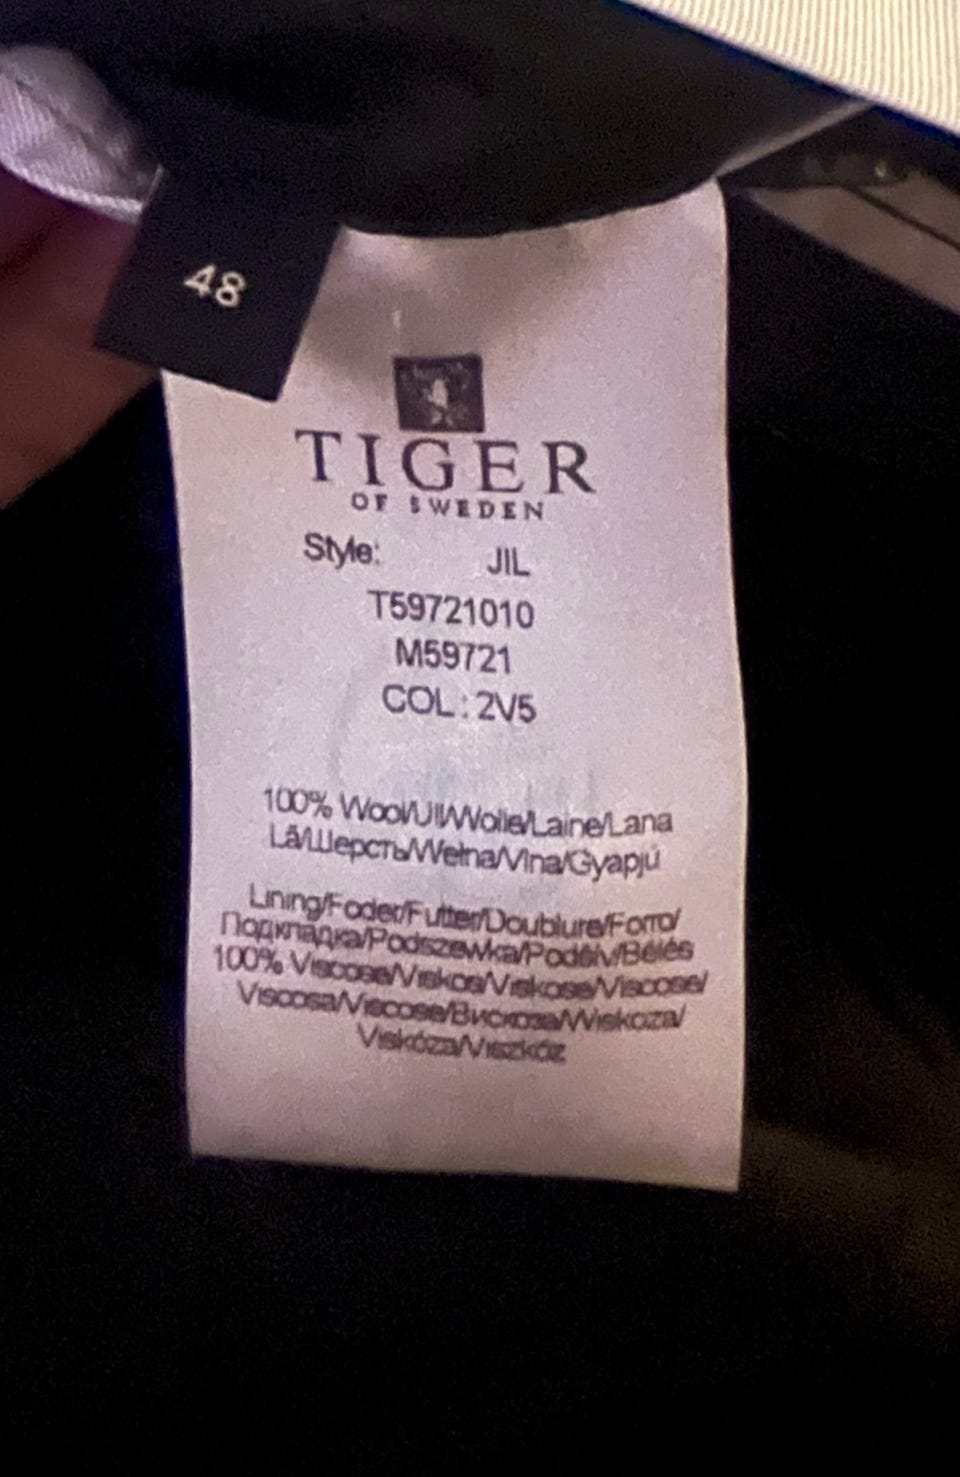 48
TIGER
OF SWEDEN
Style: JIL
T59721010
M59721
COL: 2V5
100% Wool/Ull/Wolle/Laine/Lana
Lã/Шерсть/Wełna/Vlna/Gyapjú
Lining/Foder/Futter/Doublure/Forro/
Подкладка/Podszewka/Podšív/Bélés
100% Viscose/Viskos/Viskose/Viscose/
Viscosa/Viscose/Вискоза/Wiskoza/
Viskóza/Viszkóz